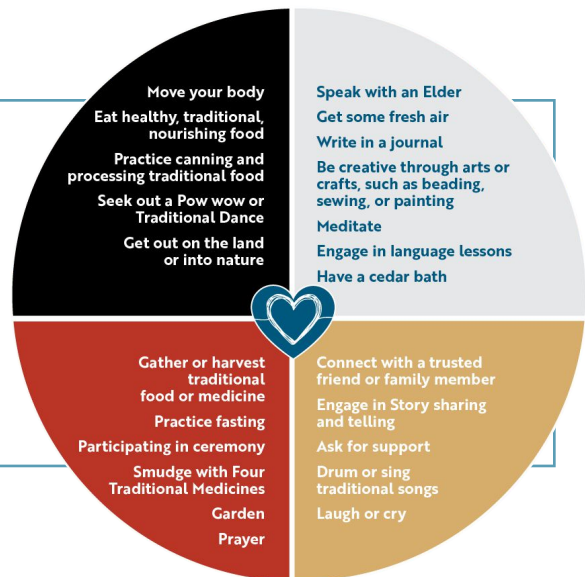 Move your body
Eat healthy, traditional,
nourishing food
Practice canning and
processing traditional food
Seek out a Pow wow or
Traditional Dance
Get out on the land
or into nature
Speak with an Elder
Get some fresh air
Write in a journal
Be creative through arts or
crafts, such as beading,
sewing, or painting
Meditate
Engage in language lessons
Have a cedar bath
Gather or harvest
traditional
food or medicine
Practice fasting
Participating in ceremony
Smudge with Four
Traditional Medicines
Garden
Prayer
Connect with a trusted
friend or family member
Engage in Story sharing
and telling
Ask for support
Drum or sing
traditional songs
Laugh or cry